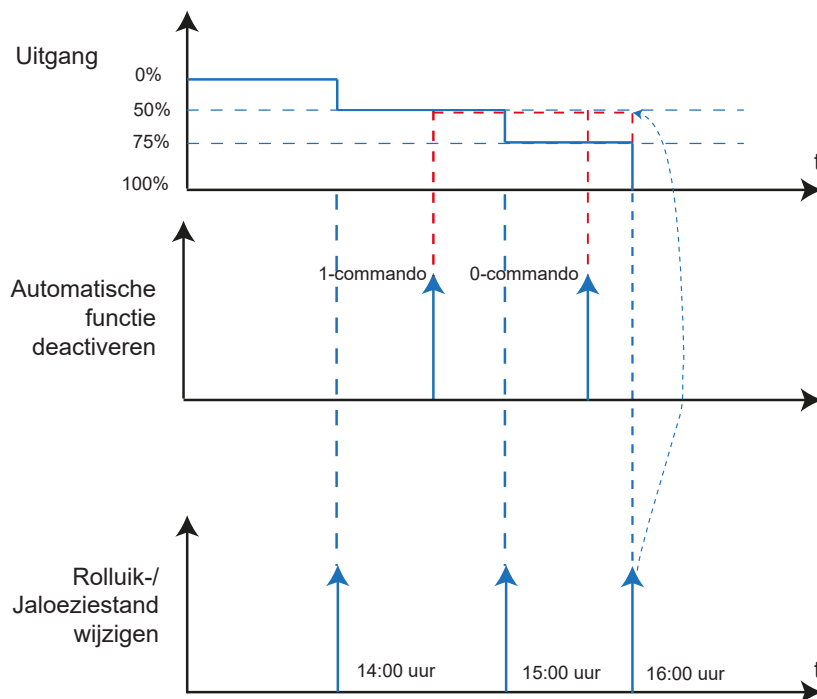 Uitgang
0%
50%
75%
100%
t
1-commando
0-commando
Automatische
functie
deactiveren
Rolluik-/
Jaloeziestand
wijzigen
14:00 uur
15:00 uur
16:00 uur
t